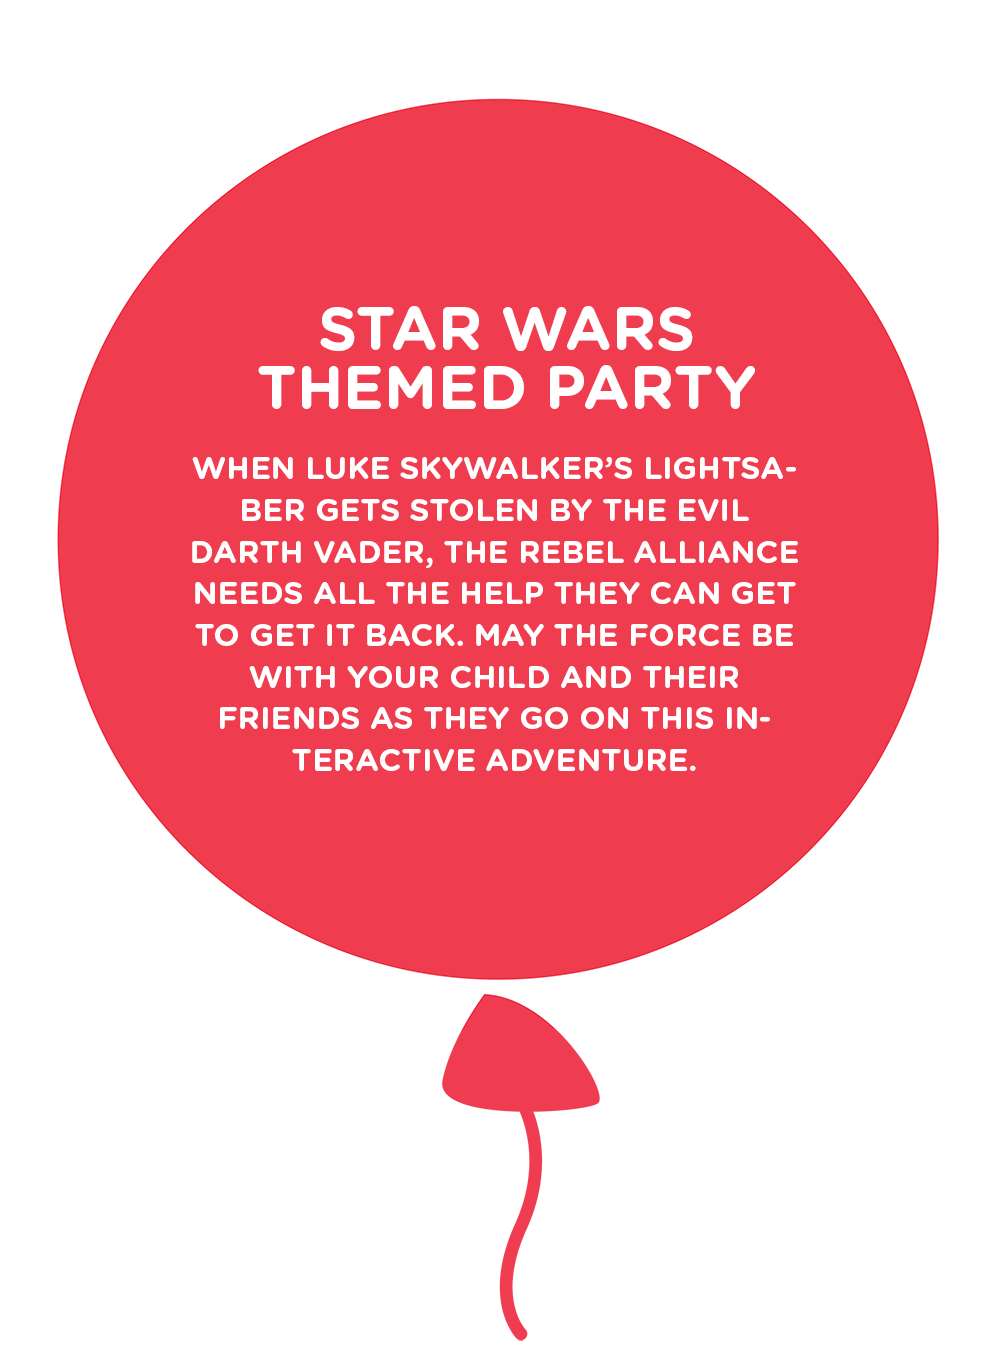 STAR WARS
THEMED PARTY
WHEN LUKE SKYWALKER’S LIGHTSA-
BER GETS STOLEN BY THE EVIL
DARTH VADER, THE REBEL ALLIANCE
NEEDS ALL THE HELP THEY CAN GET
TO GET IT BACK. MAY THE FORCE BE
WITH YOUR CHILD AND THEIR
FRIENDS AS THEY GO ON THIS IN-
TERACTIVE ADVENTURE.